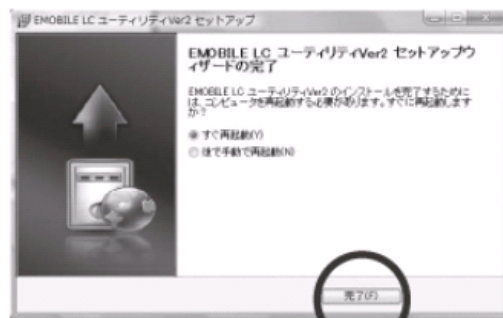 EMOBILE LC ユーティリティVer2 セットアップ
EMOBILE LC ユーティリティVer2 セットアップウ
ィザードの完了
EMOBILE LC ユーティリティVer2 のインストールを完了するために
は、コンピュータを再起動する必要があります。すぐに再起動します
か？
すぐ再起動(Y)
後で手動で再起動(N)
完了(F)